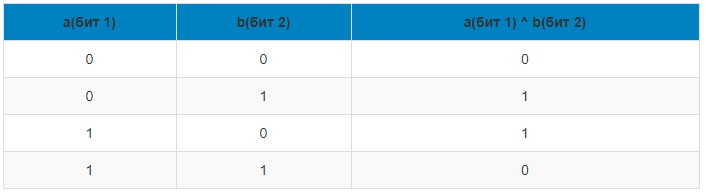 a(бит 1) b(бит 2) a(бит 1) ^ b(бит 2)
0 0 0
0 1 1
1 0 1
1 1 0